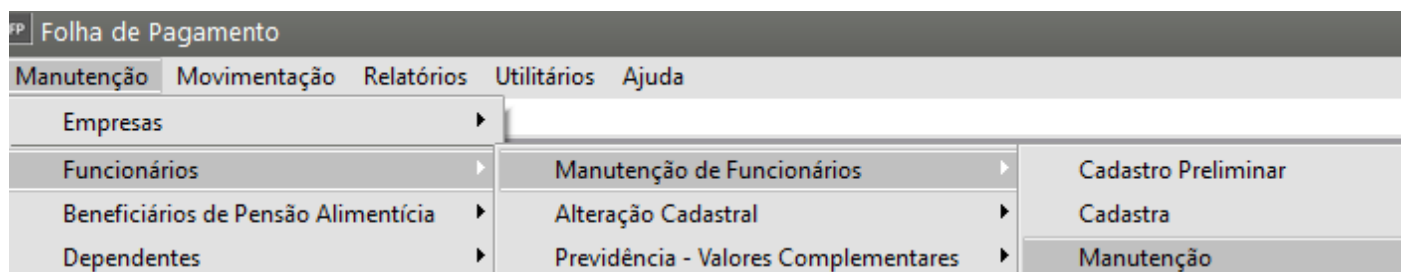 FP Folha de Pagamento
Manutenção Movimentação Relatórios Utilitários Ajuda
Empresas
Funcionários Manutenção de Funcionários Cadastro Preliminar
Beneficiários de Pensão Alimentícia Alteração Cadastral Cadastra
Dependentes Previdência - Valores Complementares Manutenção